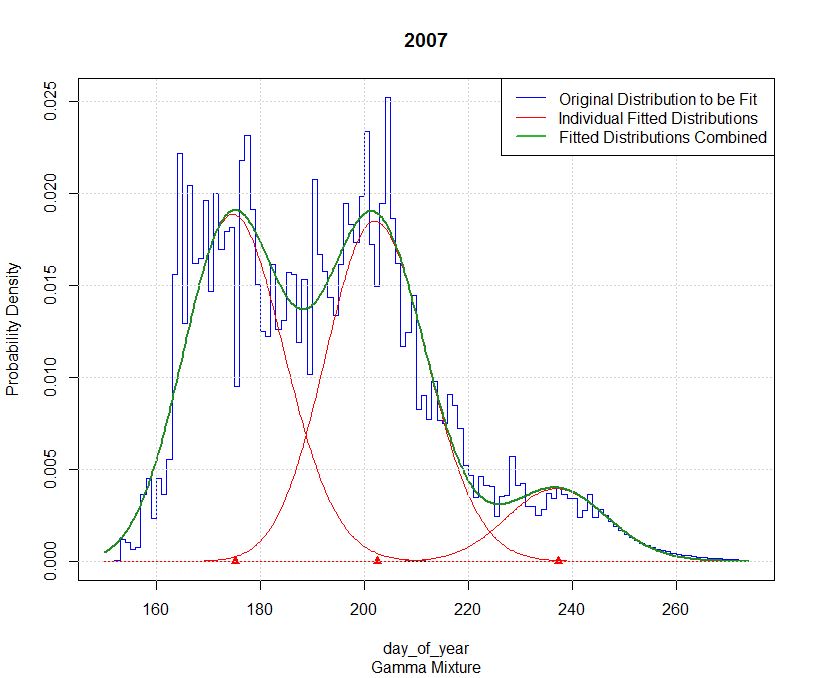 2007
Original Distribution to be Fit
Individual Fitted Distributions
Fitted Distributions Combined
Probability Density
0.025
0.020
0.015
0.010
0.005
0.000
160 180 200 220 240 260
day_of_year
Gamma Mixture